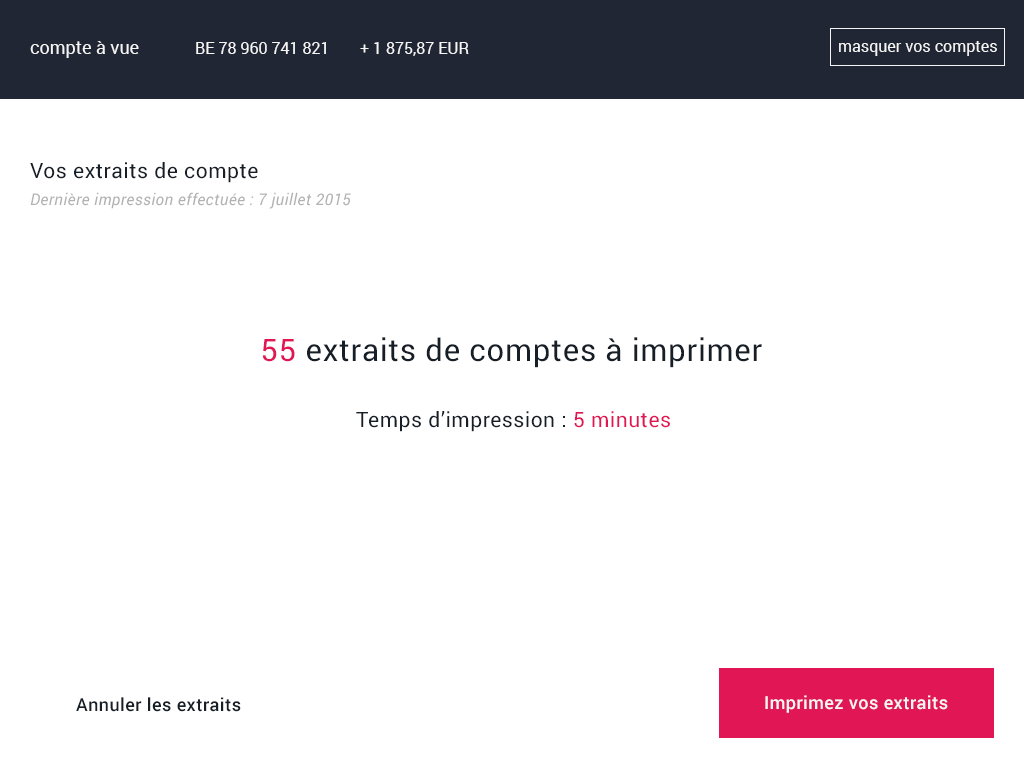 compte à vue BE 78 960 741 821 + 1 875,87 EUR masquer vos comptes
Vos extraits de compte
Dernière impression effectuée : 7 juillet 2015
55 extraits de comptes à imprimer
Temps d’impression : 5 minutes
Annuler les extraits Imprimez vos extraits